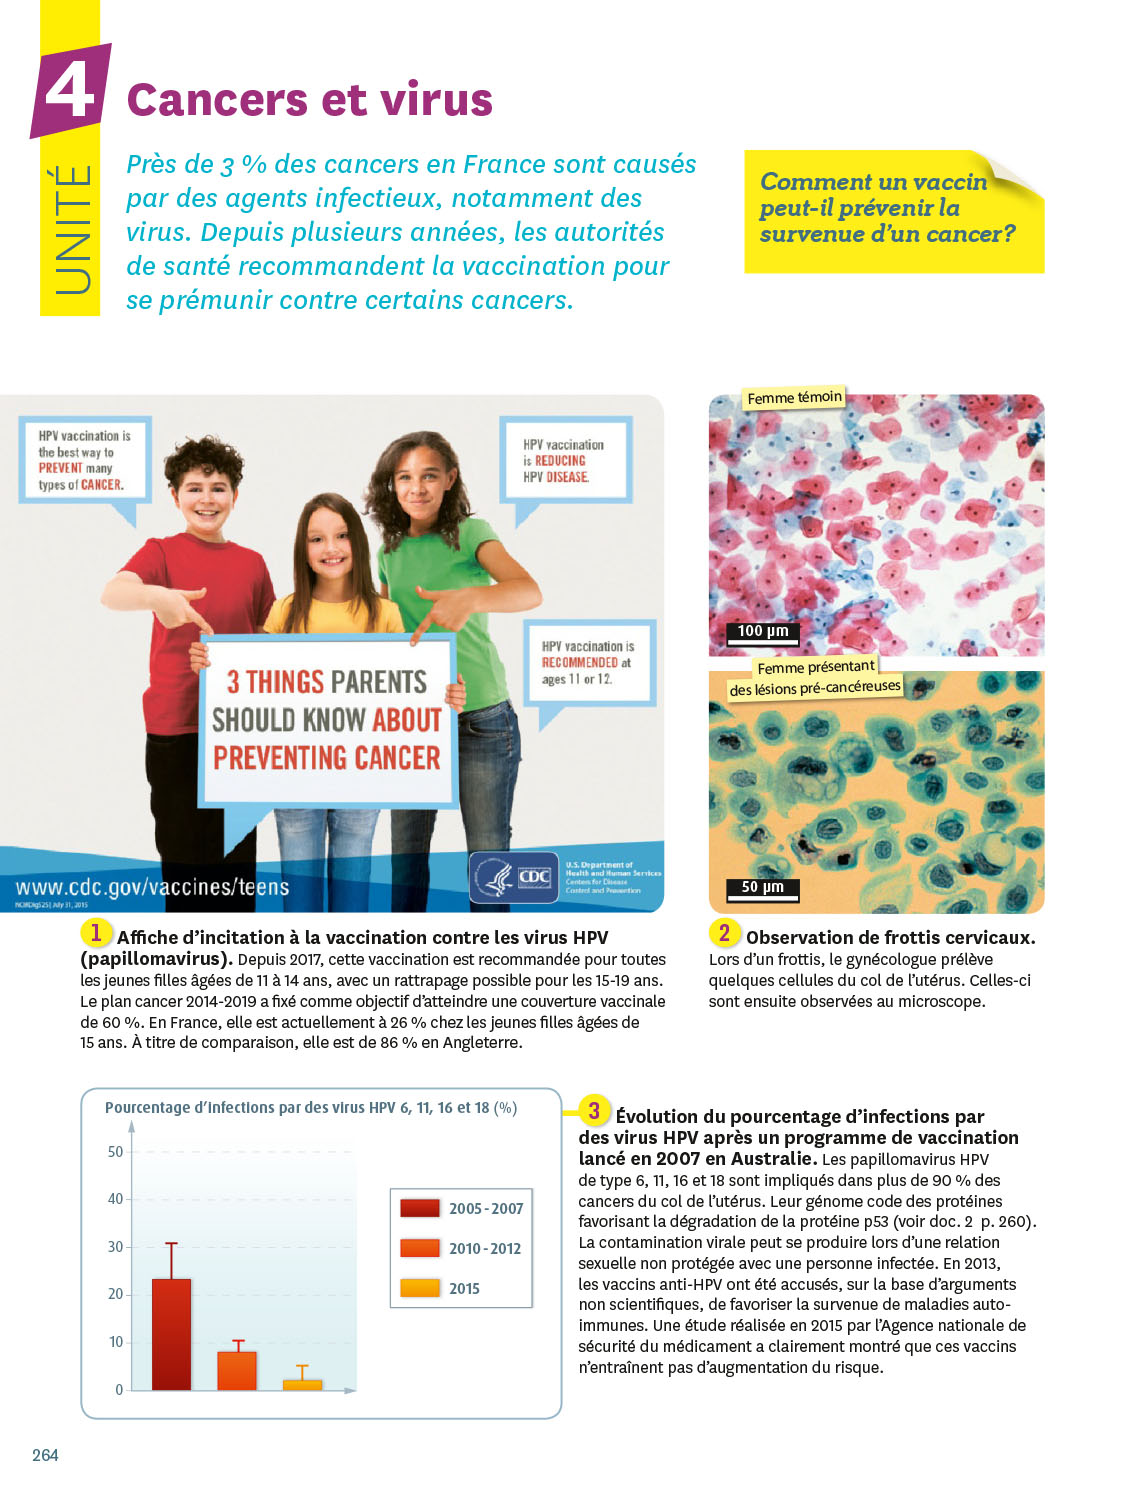 4
UNITÉ
Cancers et virus
Près de 3 % des cancers en France sont causés
par des agents infectieux, notamment des
virus. Depuis plusieurs années, les autorités
de santé recommandent la vaccination pour
se prémunir contre certains cancers.
Comment un vaccin
peut-il prévenir la
survenue d'un cancer?
HPV vaccination is
the best way to
PREVENT many
types of CANCER.
HPV vaccination
is REDUCING
HPV DISEASE.
HPV vaccination is
RECOMMENDED at
ages 11 or 12.
3 THINGS PARENTS
SHOULD KNOW ABOUT
PREVENTING CANCER
www.cdc.gov/vaccines/teens
NCIRDig525 | July 31, 2015
CDC
U.S. Department of
Health and Human Services
Centers for Disease
Control and Prevention
Femme témoin
100 µm
Femme présentant
des lésions pré-cancéreuses
50 µm
1 Affiche d'incitation à la vaccination contre les virus HPV
(papillomavirus). Depuis 2017, cette vaccination est recommandée pour toutes
les jeunes filles âgées de 11 à 14 ans, avec un rattrapage possible pour les 15-19 ans.
Le plan cancer 2014-2019 a fixé comme objectif d'atteindre une couverture vaccinale
de 60 %. En France, elle est actuellement à 26 % chez les jeunes filles âgées de
15 ans. À titre de comparaison, elle est de 86 % en Angleterre.
2 Observation de frottis cervicaux.
Lors d'un frottis, le gynécologue prélève
quelques cellules du col de l'utérus. Celles-ci
sont ensuite observées au microscope.
Pourcentage d'infections par des virus HPV 6, 11, 16 et 18 (%)
50
40
30
20
10
0
2005-2007
2010-2012
2015
3 Évolution du pourcentage d'infections par
des virus HPV après un programme de vaccination
lancé en 2007 en Australie. Les papillomavirus HPV
de type 6, 11, 16 et 18 sont impliqués dans plus de 90 % des
cancers du col de l'utérus. Leur génome code des protéines
favorisant la dégradation de la protéine p53 (voir doc. 2 p. 260).
La contamination virale peut se produire lors d'une relation
sexuelle non protégée avec une personne infectée. En 2013,
les vaccins anti-HPV ont été accusés, sur la base d'arguments
non scientifiques, de favoriser la survenue de maladies auto-
immunes. Une étude réalisée en 2015 par l'Agence nationale de
sécurité du médicament a clairement montré que ces vaccins
n'entraînent pas d'augmentation du risque.
264